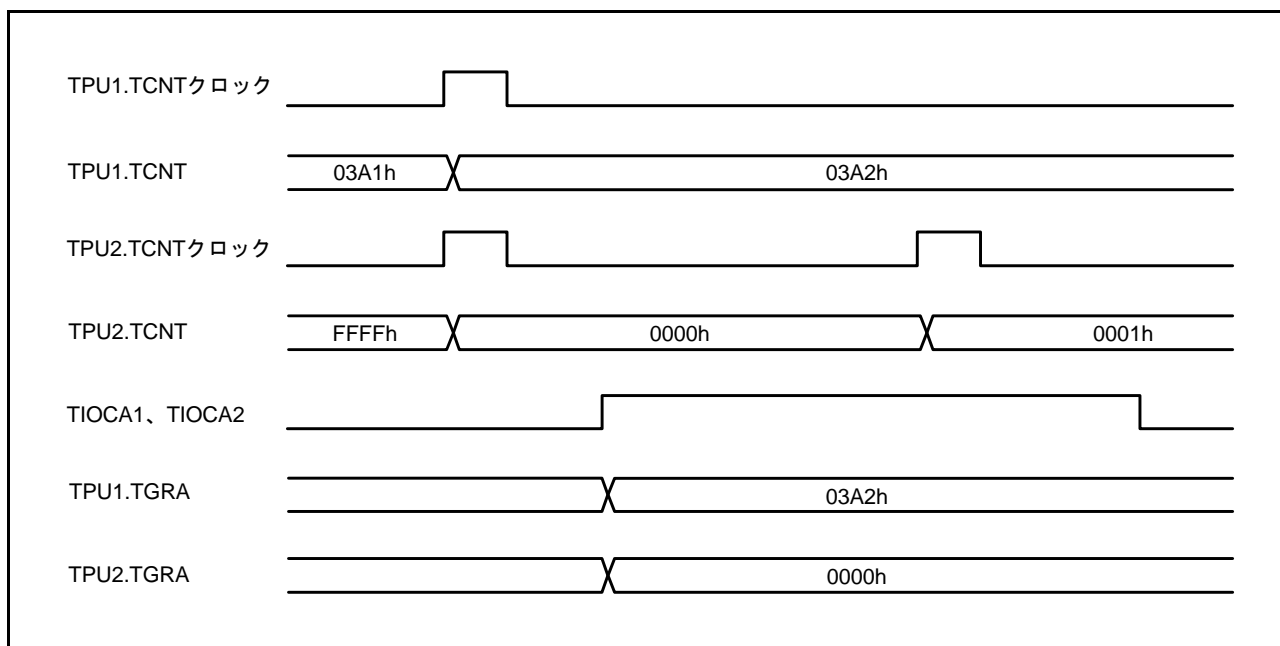 TPU1.TCNTクロック
TPU1.TCNT 03A1h 03A2h
TPU2.TCNTクロック
TPU2.TCNT FFFFh 0000h 0001h
TIOCA1、TIOCA2
TPU1.TGRA 03A2h
TPU2.TGRA 0000h